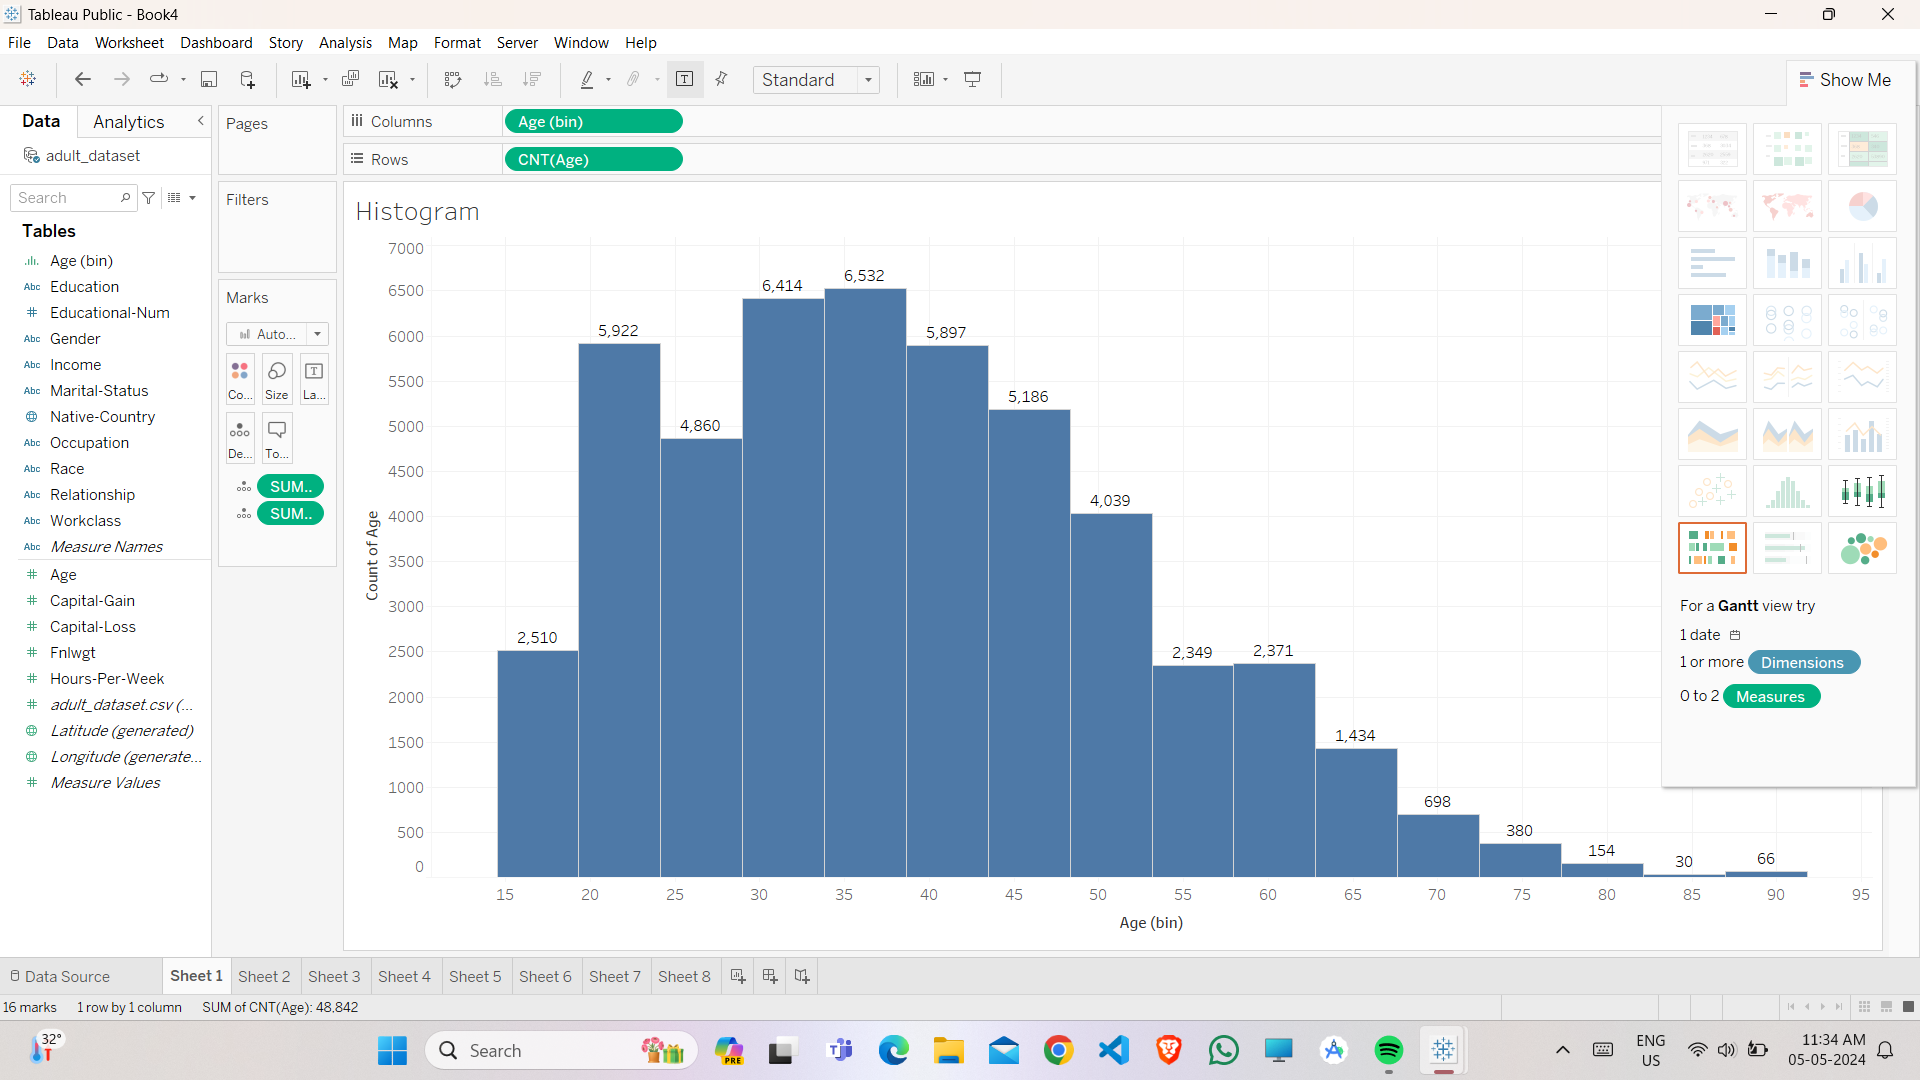 Tableau Public - Book4
File Data Worksheet Dashboard Story Analysis Map Format Server Window Help
Standard
Show Me
Data Analytics
adult_dataset
Search
Tables
Age (bin)
Education
Educational-Num
Gender
Income
Marital-Status
Native-Country
Occupation
Race
Relationship
Workclass
Measure Names
Age
Capital-Gain
Capital-Loss
Fnlwgt
Hours-Per-Week
adult_dataset.csv (...
Latitude (generated)
Longitude (generate...
Measure Values
Pages
Filters
Marks
Auto...
Co... Size La...
De... To...
SUM..
SUM..
Columns Age (bin)
Rows CNT(Age)
Histogram
7000
6500
6000
5500
5000
4500
4000
3500
3000
2500
2000
1500
1000
500
0
Count of Age
2,510
5,922
4,860
6,414
6,532
5,897
5,186
4,039
2,349
2,371
1,434
698
380
154
30
66
15 20 25 30 35 40 45 50 55 60 65 70 75 80 85 90 95
Age (bin)
For a Gantt view try
1 date
1 or more Dimensions
0 to 2 Measures
Data Source Sheet 1 Sheet 2 Sheet 3 Sheet 4 Sheet 5 Sheet 6 Sheet 7 Sheet 8
16 marks 1 row by 1 column SUM of CNT(Age): 48,842
32°
Search
PRE
ENG
US
11:34 AM
05-05-2024